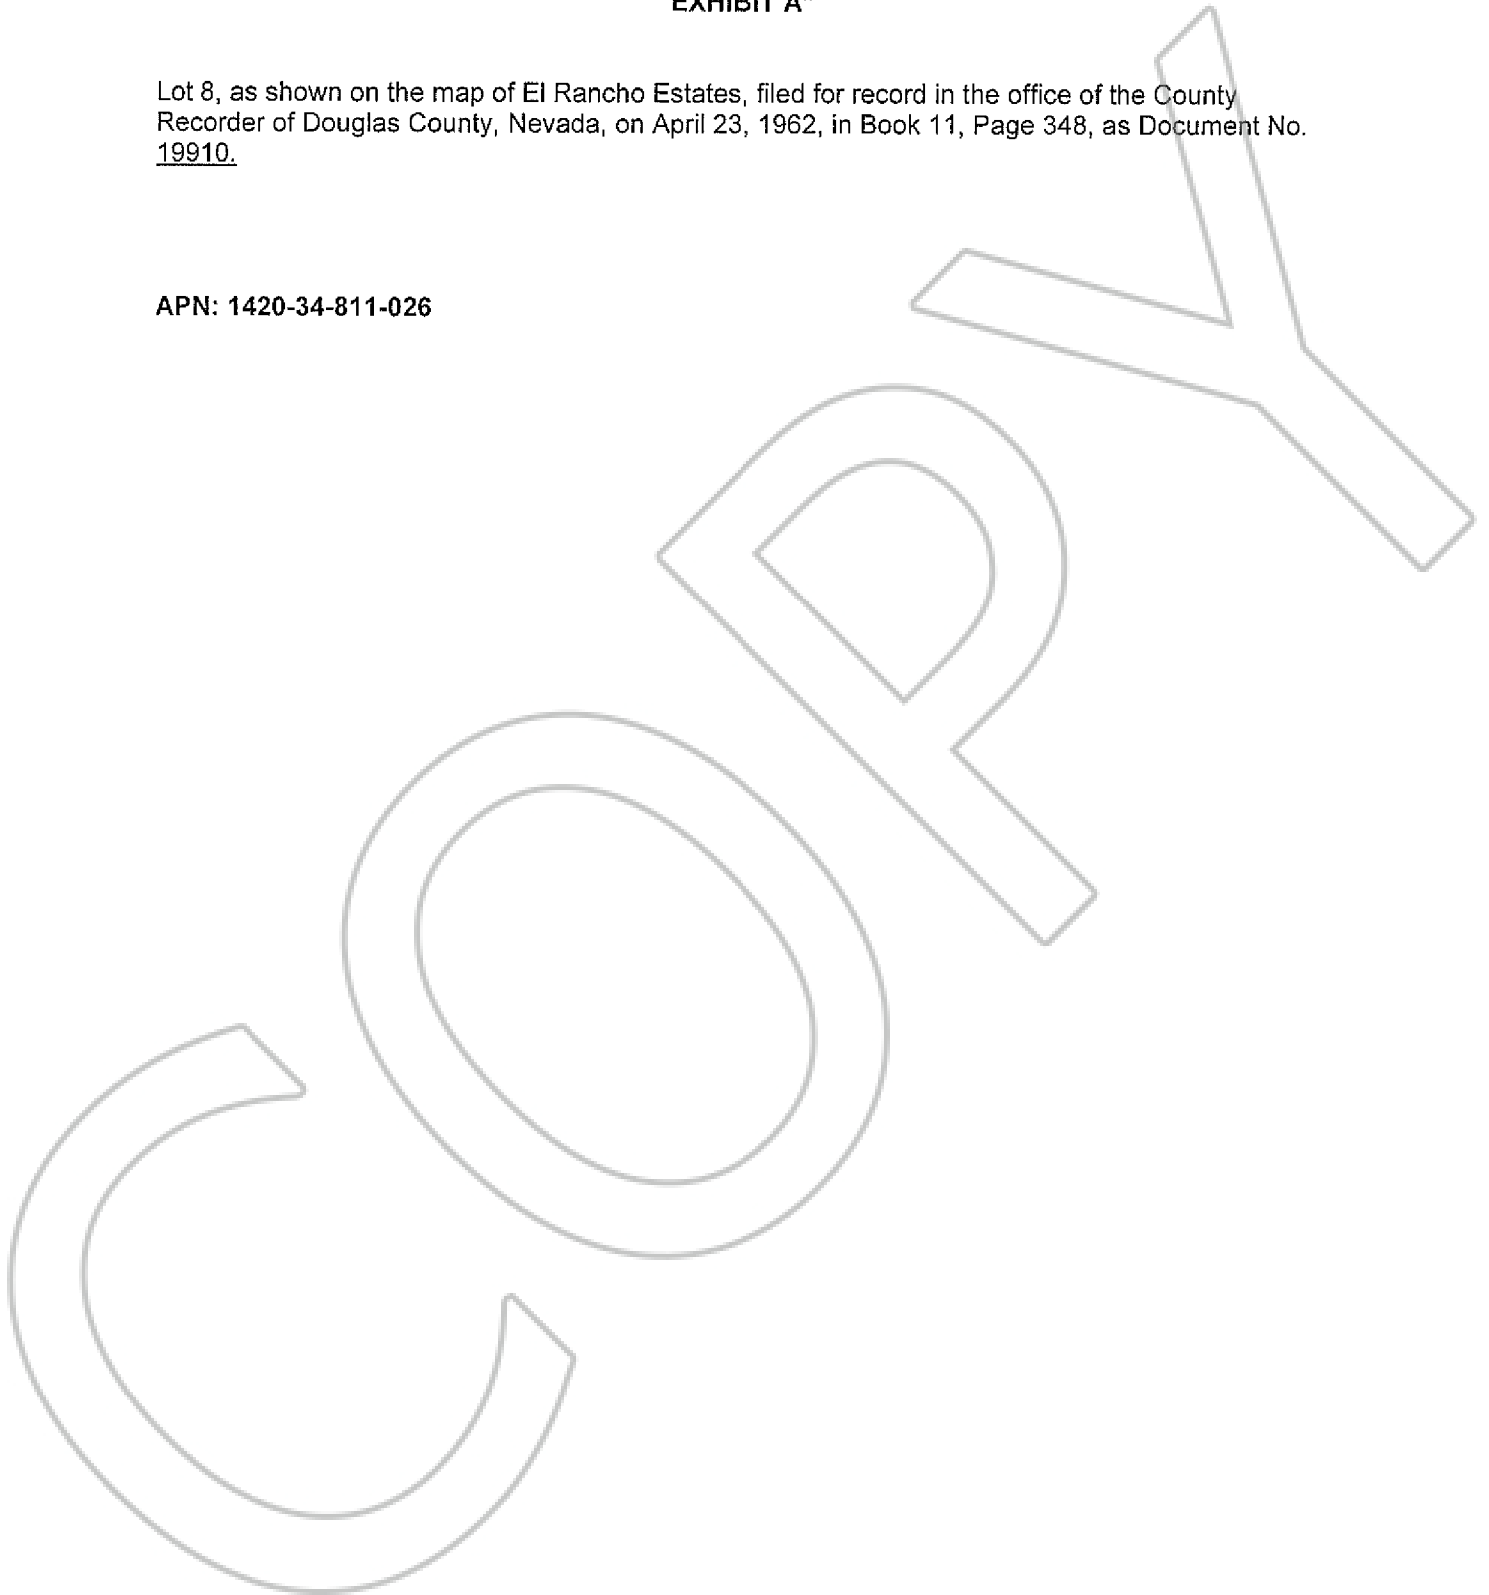 EXHIBIT A"
Lot 8, as shown on the map of El Rancho Estates, filed for record in the office of the County
Recorder of Douglas County, Nevada, on April 23, 1962, in Book 11, Page 348, as Document No.
19910.
APN: 1420-34-811-026
COPY